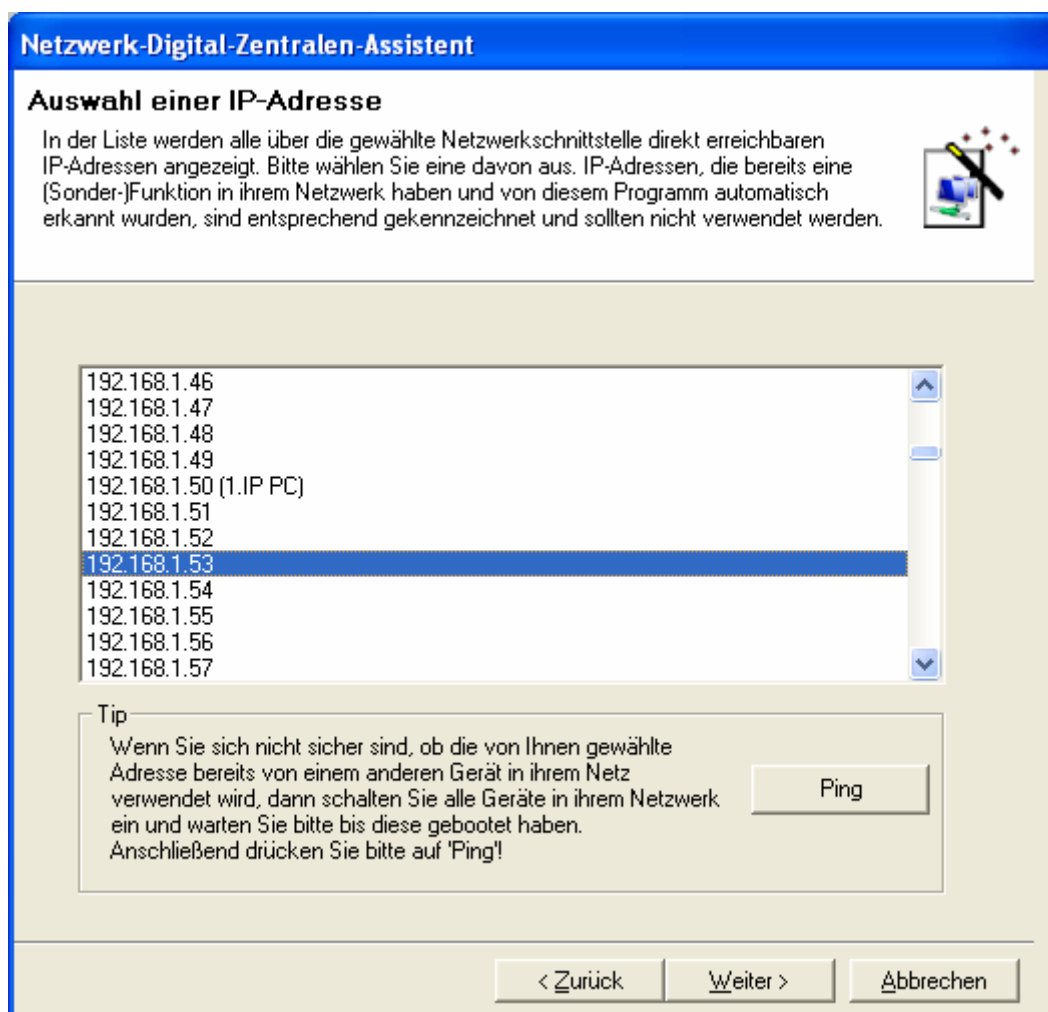 Netzwerk-Digital-Zentralen-Assistent
Auswahl einer IP-Adresse
In der Liste werden alle über die gewählte Netzwerkschnittstelle direkt erreichbaren
IP-Adressen angezeigt. Bitte wählen Sie eine davon aus. IP-Adressen, die bereits eine
(Sonder-)Funktion in ihrem Netzwerk haben und von diesem Programm automatisch
erkannt wurden, sind entsprechend gekennzeichnet und sollten nicht verwendet werden.
192.168.1.46
192.168.1.47
192.168.1.48
192.168.1.49
192.168.1.50 (1.IP PC)
192.168.1.51
192.168.1.52
192.168.1.53
192.168.1.54
192.168.1.55
192.168.1.56
192.168.1.57
Tip
Wenn Sie sich nicht sicher sind, ob die von Ihnen gewählte
Adresse bereits von einem anderen Gerät in ihrem Netz
verwendet wird, dann schalten Sie alle Geräte in ihrem Netzwerk
ein und warten Sie bitte bis diese gebootet haben.
Anschließend drücken Sie bitte auf 'Ping'!
Ping
< Zurück
Weiter >
Abbrechen